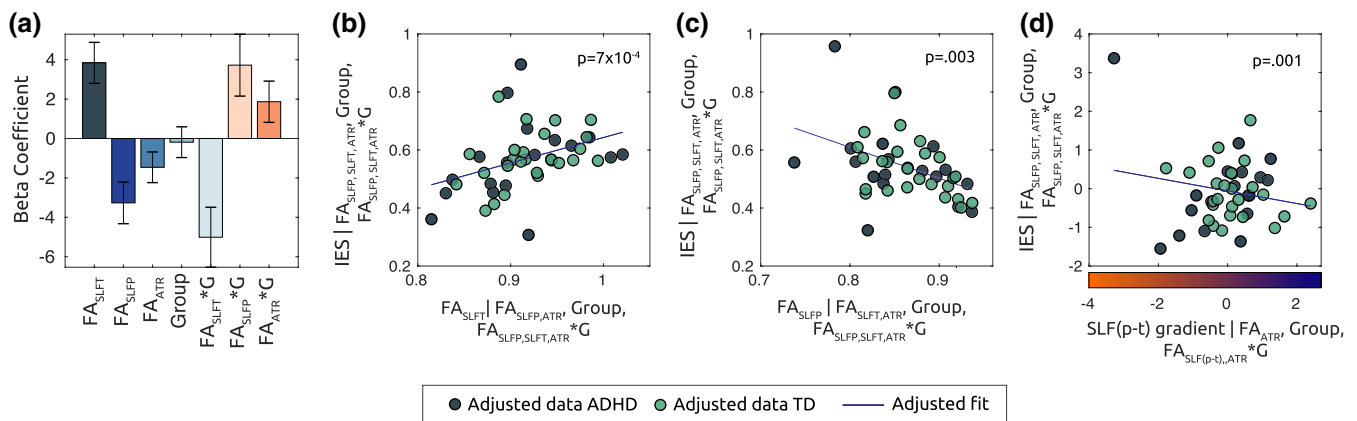 (a)
Beta Coefficient
4
2
0
-2
-4
-6
FA_SLFT
FA_SLFP
FA_ATR
Group
FA_SLFT*G
FA_SLFP*G
FA_ATR*G
(b)
p=7x10^-4
IES | FA_SLFP, SLFT, ATR, Group,
FA_SLFP, SLFT,ATR*G
1
0.8
0.6
0.4
0.2
0.8
0.9
1
FA_SLFT| FA_SLFP,ATR, Group,
FA_SLFP,SLFT,ATR*G
(c)
p=.003
IES | FA_SLFP, SLFT, ATR, Group,
FA_SLFP, SLFT,ATR*G
1
0.8
0.6
0.4
0.2
0.7
0.8
0.9
FA_SLFP | FA_SLFT,ATR, Group,
FA_SLFP,SLFT,ATR*G
(d)
p=.001
IES | FA_SLFP, SLFT, ATR, Group,
FA_SLFP, SLFT,ATR*G
4
3
2
1
0
-1
-2
-4
-2
0
2
SLF(p-t) gradient | FA_ATR, Group,
FA_SLF(p-t),,ATR*G
Adjusted data ADHD Adjusted data TD Adjusted fit